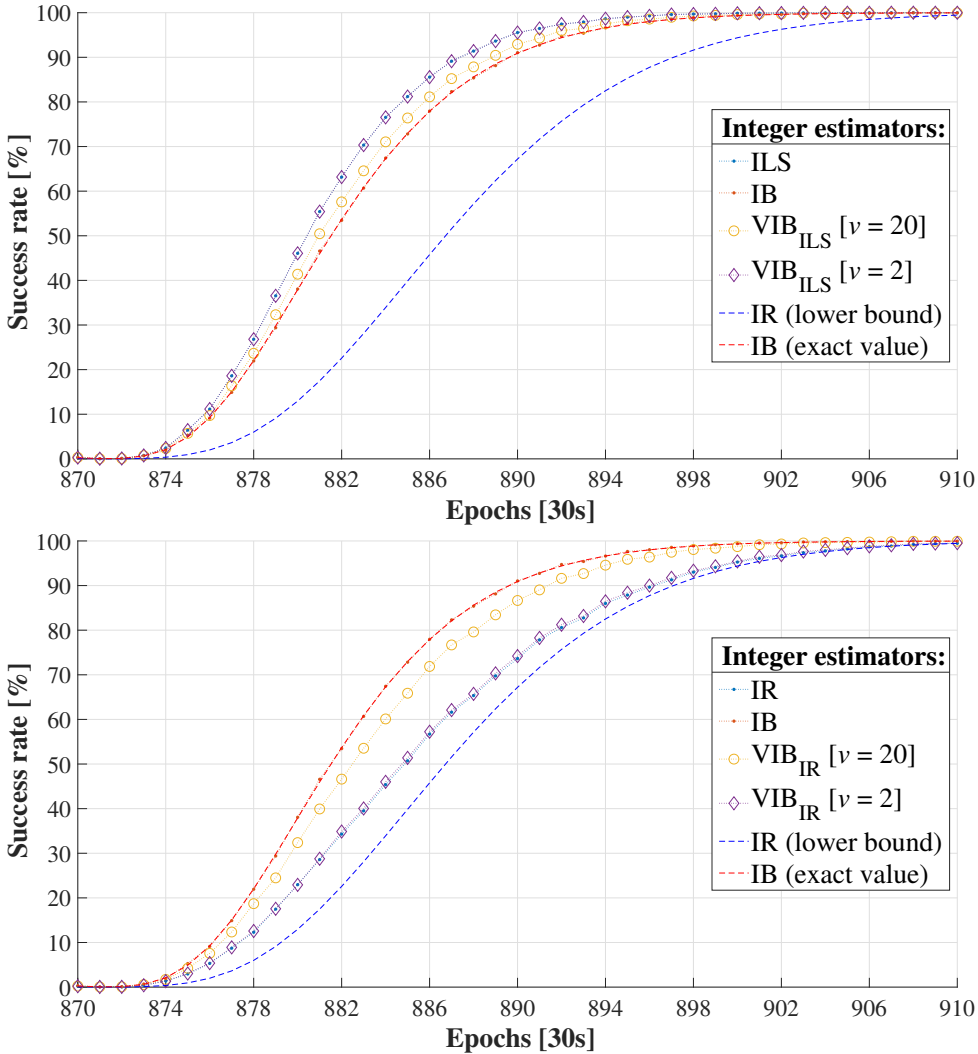 100
90
80
70
60
50
40
30
20
10
0
Success rate [%]
870 874 878 882 886 890 894 898 902 906 910
Epochs [30s]
Integer estimators:
ILS
IB
VIB_ILS [v = 20]
VIB_ILS [v = 2]
IR (lower bound)
IB (exact value)
100
90
80
70
60
50
40
30
20
10
0
Success rate [%]
870 874 878 882 886 890 894 898 902 906 910
Epochs [30s]
Integer estimators:
IR
IB
VIB_IR [v = 20]
VIB_IR [v = 2]
IR (lower bound)
IB (exact value)